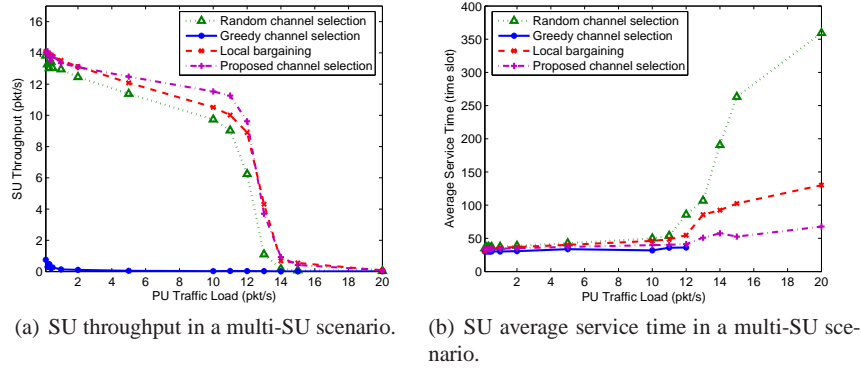 16
14
12
10
8
6
4
2
0
0 2 4 6 8 10 12 14 16 18 20
SU Throughput (pkt/s)
PU Traffic Load (pkt/s)
Random channel selection
Greedy channel selection
Local bargaining
Proposed channel selection
(a) SU throughput in a multi-SU scenario.
400
350
300
250
200
150
100
50
0
2 4 6 8 10 12 14 16 18 20
Average Service Time (time slot)
PU Traffic Load (pkt/s)
Random channel selection
Greedy channel selection
Local bargaining
Proposed channel selection
(b) SU average service time in a multi-SU sce-
nario.